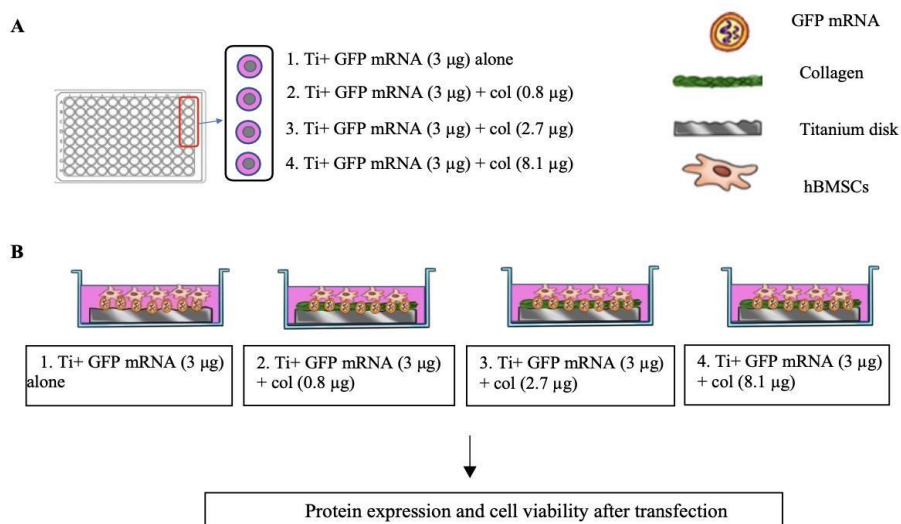 A
1. Ti+ GFP mRNA (3 µg) alone
2. Ti+ GFP mRNA (3 µg) + col (0.8 µg)
3. Ti+ GFP mRNA (3 µg) + col (2.7 µg)
4. Ti+ GFP mRNA (3 µg) + col (8.1 µg)
GFP mRNA
Collagen
Titanium disk
hBMSCs
B
1. Ti+ GFP mRNA (3 µg)
alone
2. Ti+ GFP mRNA (3 µg)
+ col (0.8 µg)
3. Ti+ GFP mRNA (3 µg)
+ col (2.7 µg)
4. Ti+ GFP mRNA (3 µg)
+ col (8.1 µg)
Protein expression and cell viability after transfection